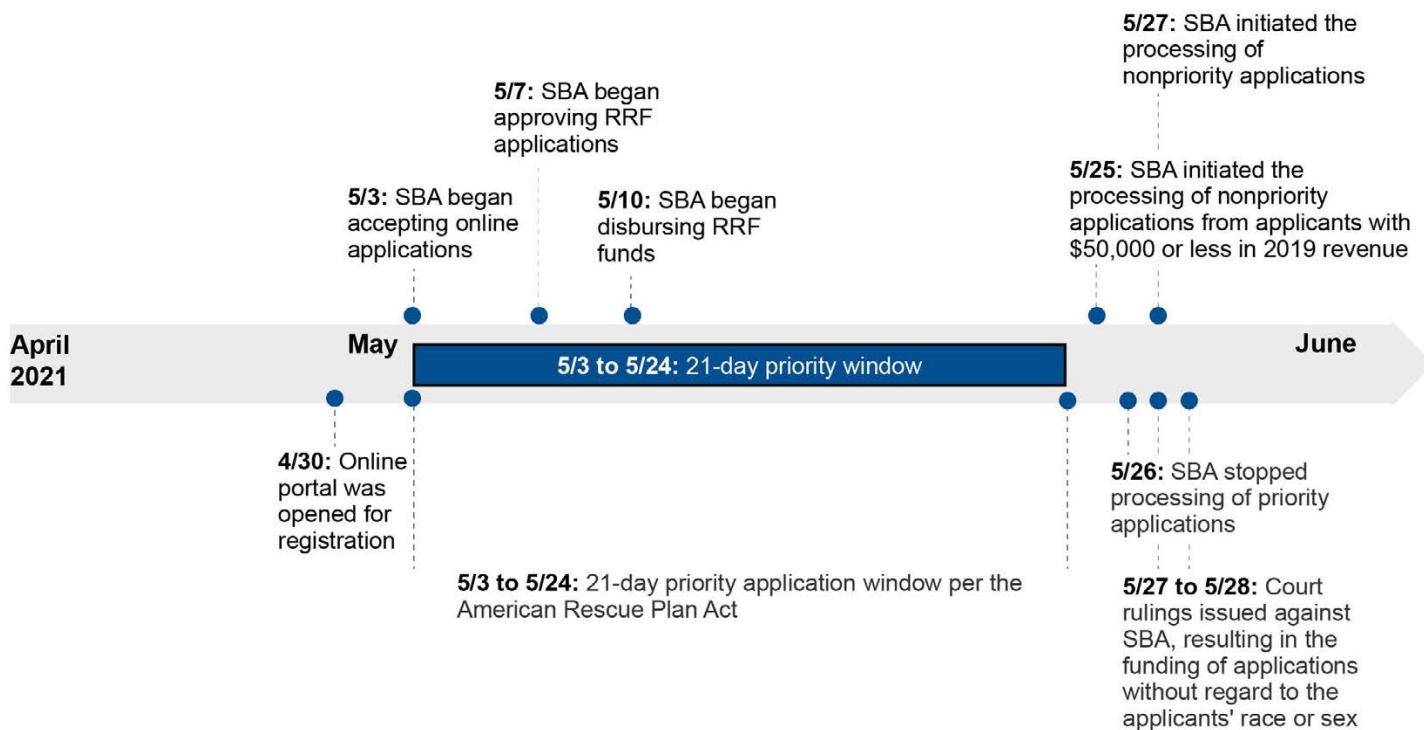 5/27: SBA initiated the
processing of
nonpriority applications
5/7: SBA began
approving RRF
applications
5/25: SBA initiated the
processing of nonpriority
applications from applicants with
$50,000 or less in 2019 revenue
5/3: SBA began
accepting online
applications
5/10: SBA began
disbursing RRF
funds
April
2021
May
June
5/3 to 5/24: 21-day priority window
4/30: Online
portal was
opened for
registration
5/26: SBA stopped
processing of priority
applications
5/3 to 5/24: 21-day priority application window per the
American Rescue Plan Act
5/27 to 5/28: Court
rulings issued against
SBA, resulting in the
funding of applications
without regard to the
applicants' race or sex